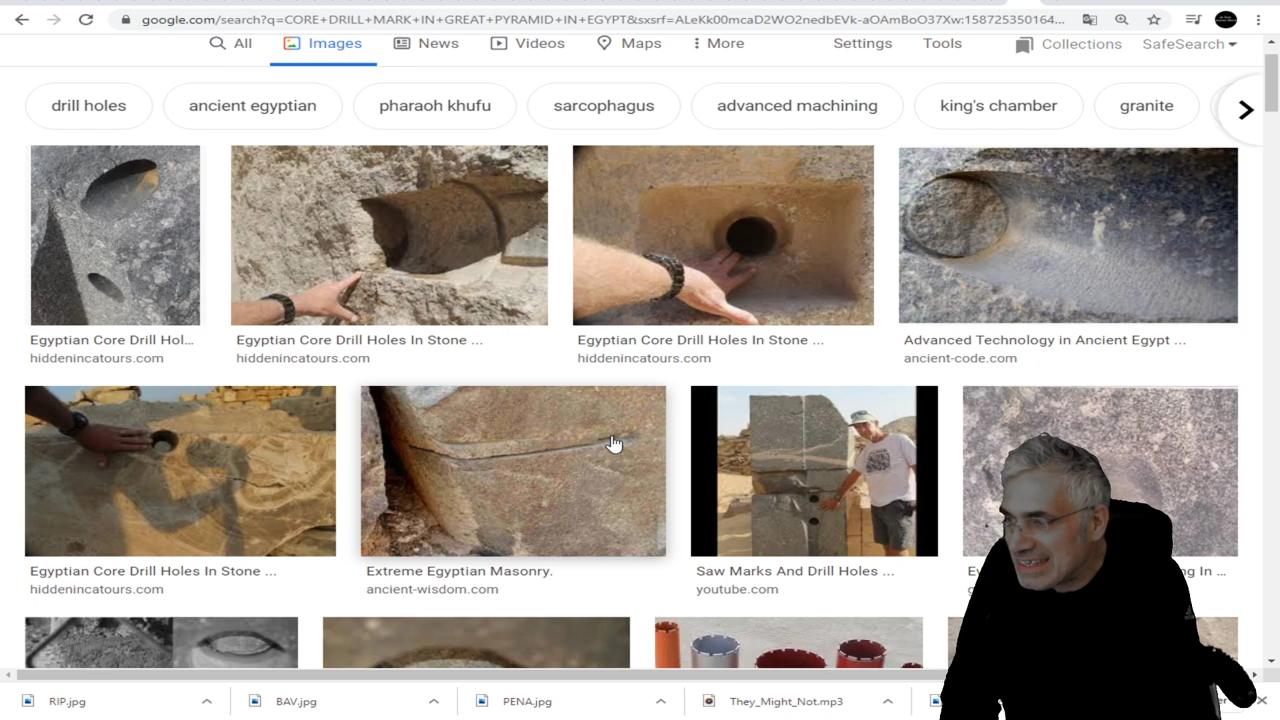 google.com/search?q=CORE+DRILL+MARK+IN+GREAT+PYRAMID+IN+EGYPT&sxsrf=ALeKk00mcaD2WO2nedbEVk-aOAmBoO37Xw:158725350164...
All Images News Videos Maps More Settings Tools Collections SafeSearch
drill holes ancient egyptian pharaoh khufu sarcophagus advanced machining king's chamber granite
Egyptian Core Drill Hol... Egyptian Core Drill Holes In Stone ... Egyptian Core Drill Holes In Stone ... Advanced Technology in Ancient Egypt ...
hiddenincatours.com hiddenincatours.com hiddenincatours.com ancient-code.com
Egyptian Core Drill Holes In Stone ... Extreme Egyptian Masonry. Saw Marks And Drill Holes ... In ...
hiddenincatours.com ancient-wisdom.com youtube.com
RIP.jpg BAV.jpg PENA.jpg They_Might_Not.mp3